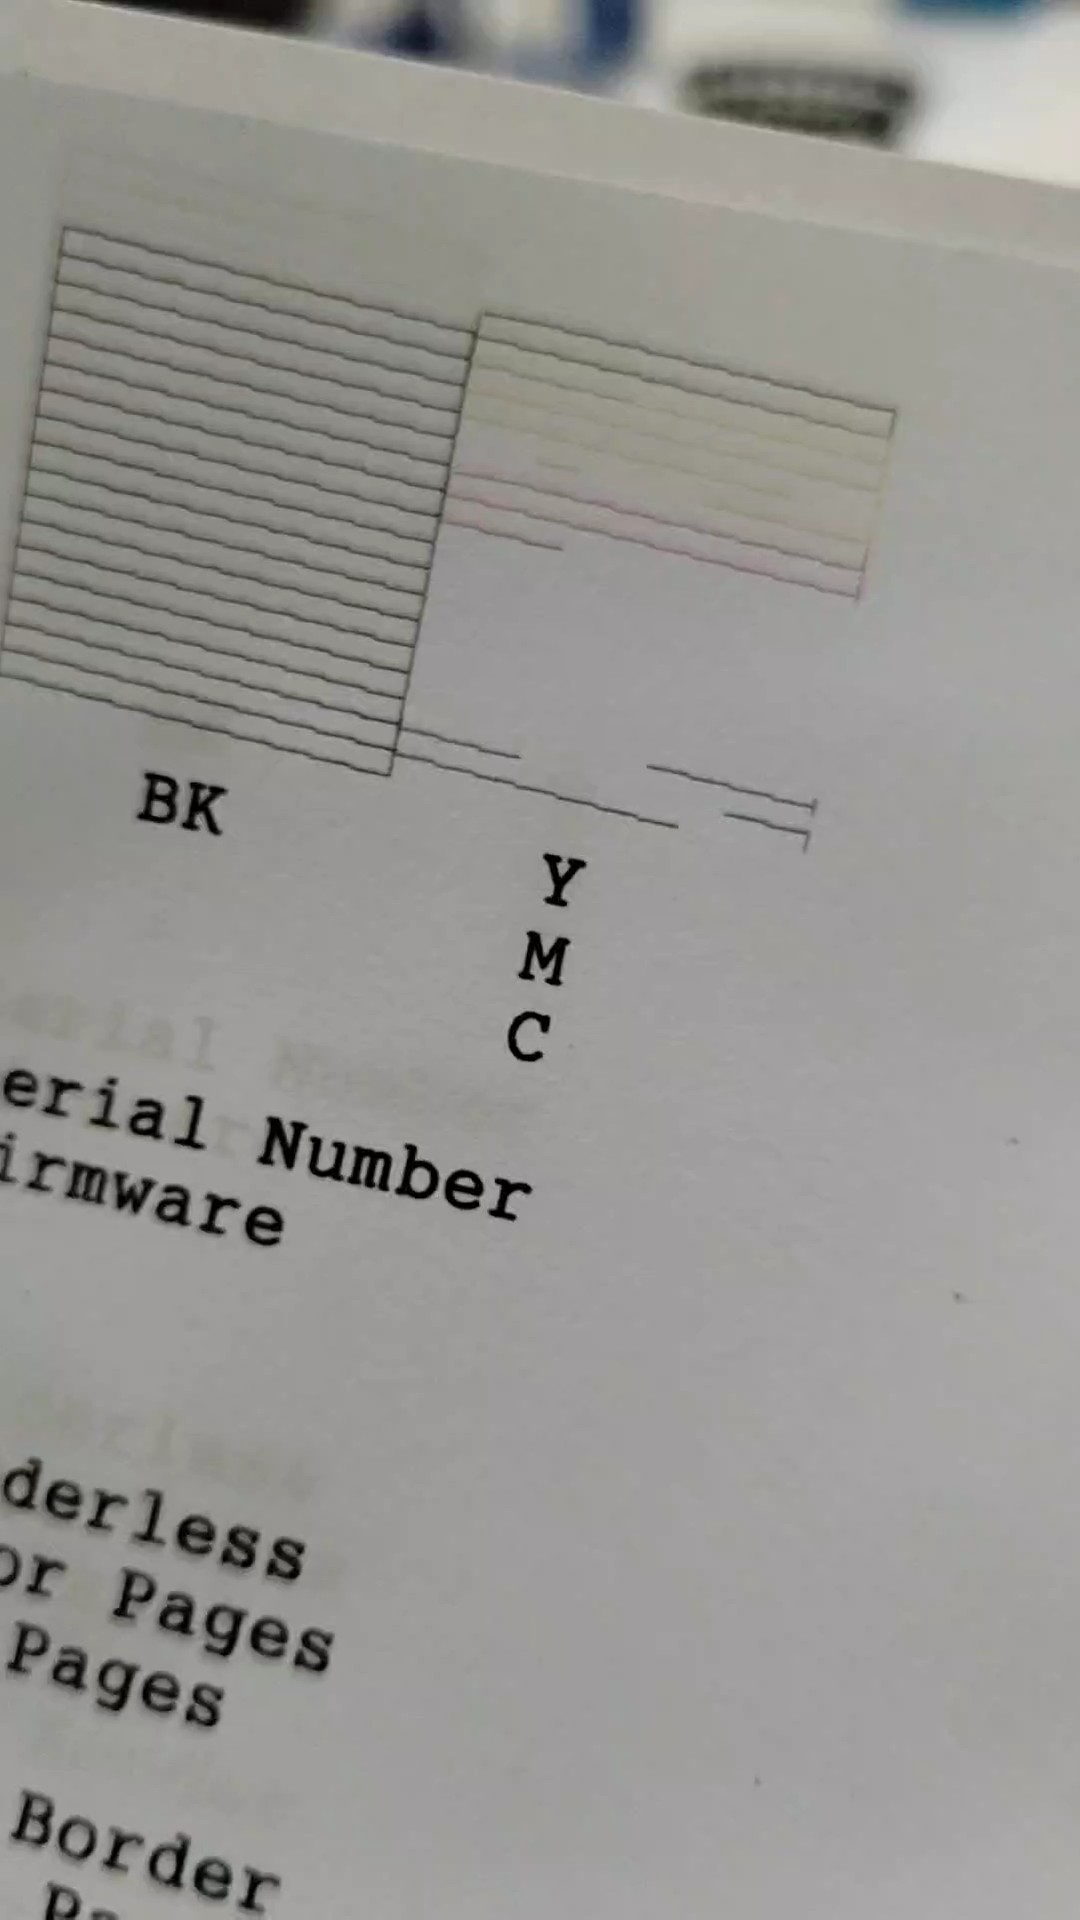 BK
Y
M
C
erial Number
irmware
derless
or Pages
Pages
Border